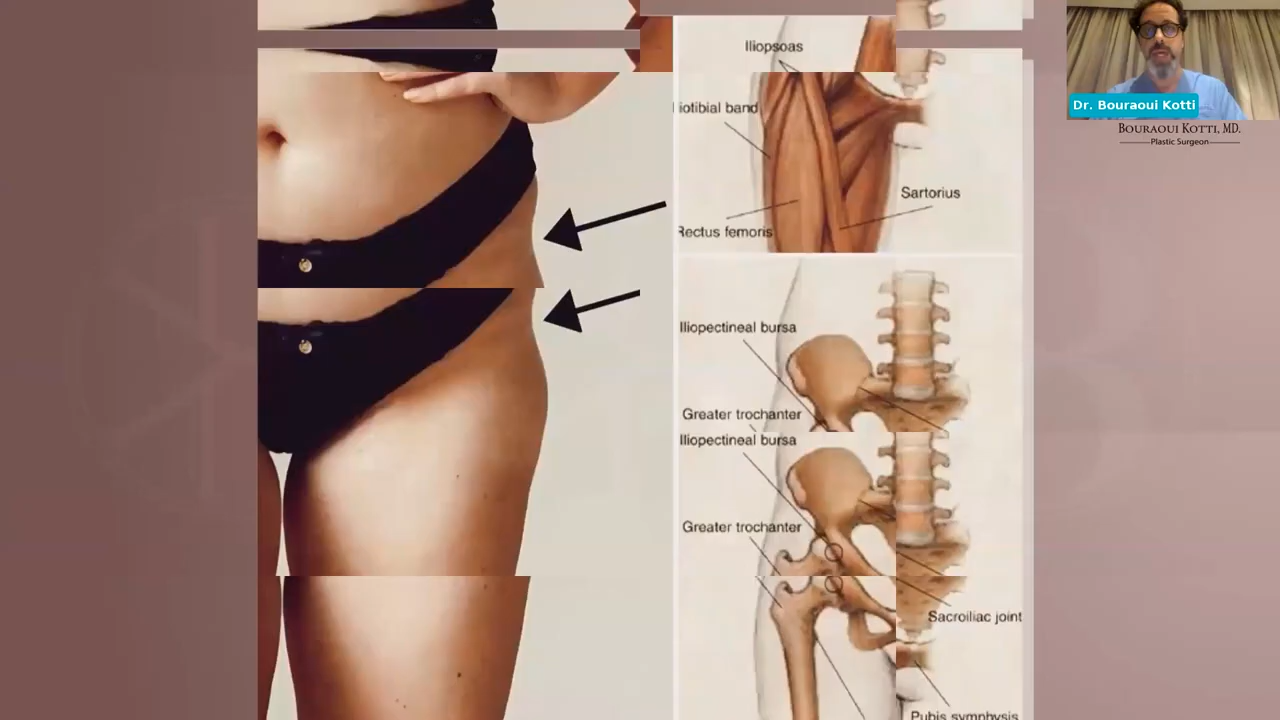 Iliopsoas
iotibial band
Sartorius
Rectus femoris
Iliopectineal bursa
Greater trochanter
Iliopectineal bursa
Greater trochanter
Sacroiliac joint
Pubis symphysis
Dr. Bouraoui Kotti
BOURAOUI KOTTI, MD.
Plastic Surgeon